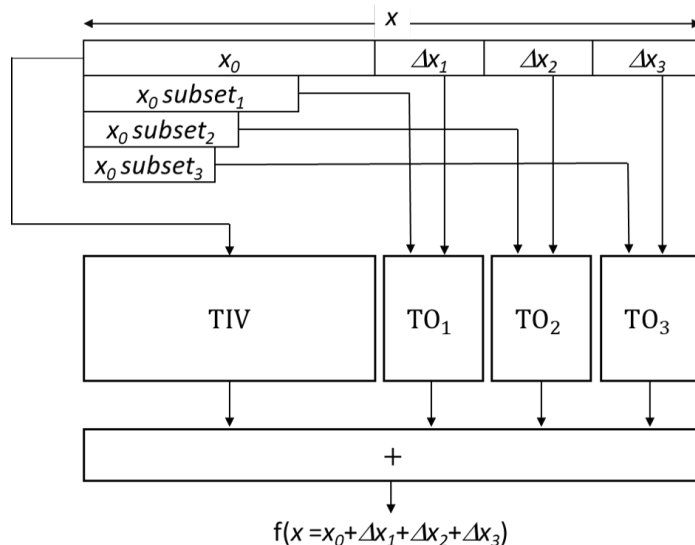 x
x₀ Δx₁ Δx₂ Δx₃
x₀ subset₁
x₀ subset₂
x₀ subset₃
TIV TO₁ TO₂ TO₃
+
f(x =x₀+Δx₁+Δx₂+Δx₃)